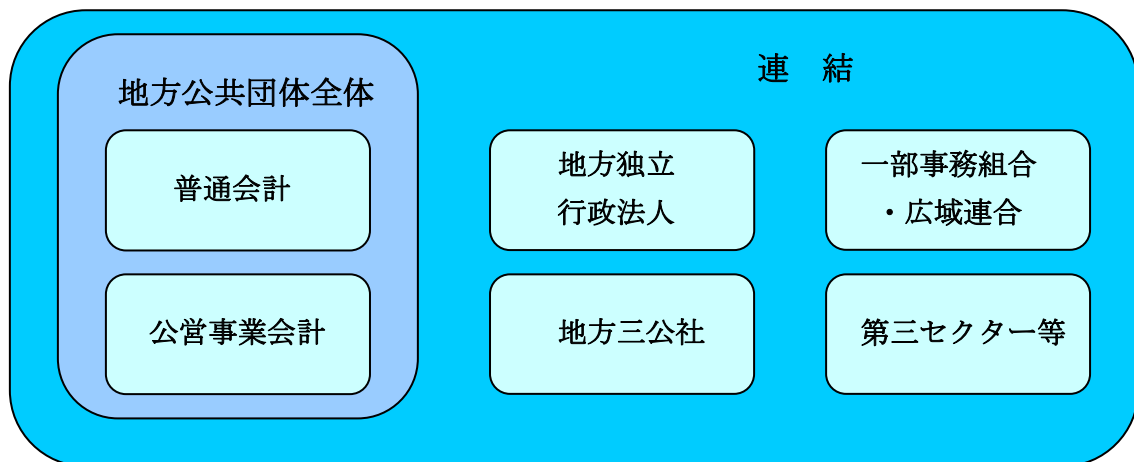 連　結
地方公共団体全体
普通会計
公営事業会計
地方独立
行政法人
一部事務組合
・広域連合
地方三公社
第三セクター等